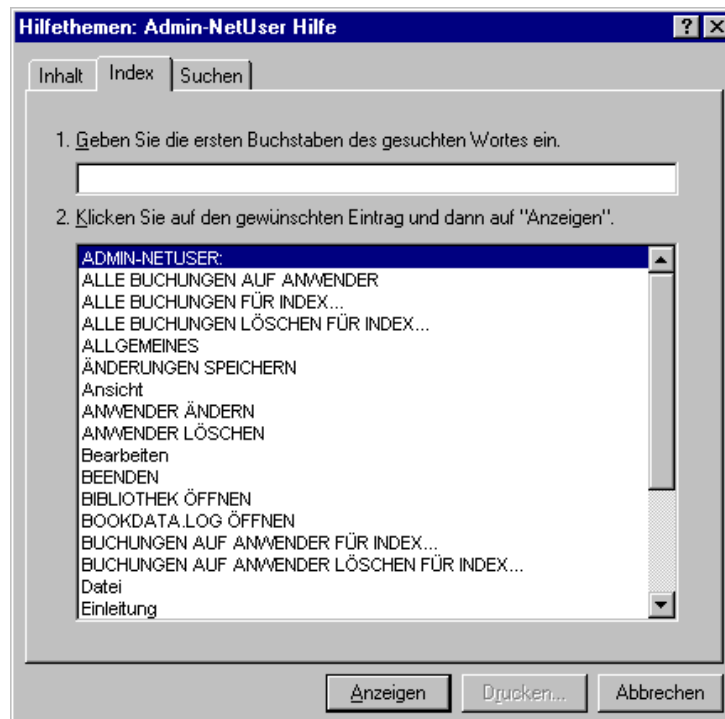 Hilfethemen: Admin-NetUser Hilfe
Inhalt Index Suchen
1. Geben Sie die ersten Buchstaben des gesuchten Wortes ein.
2. Klicken Sie auf den gewünschten Eintrag und dann auf "Anzeigen".
ADMIN-NETUSER:
ALLE BUCHUNGEN AUF ANWENDER
ALLE BUCHUNGEN FÜR INDEX...
ALLE BUCHUNGEN LÖSCHEN FÜR INDEX...
ALLGEMEINES
ÄNDERUNGEN SPEICHERN
Ansicht
ANWENDER ÄNDERN
ANWENDER LÖSCHEN
Bearbeiten
BEENDEN
BIBLIOTHEK ÖFFNEN
BOOKDATA.LOG ÖFFNEN
BUCHUNGEN AUF ANWENDER FÜR INDEX...
BUCHUNGEN AUF ANWENDER LÖSCHEN FÜR INDEX...
Datei
Einleitung
Anzeigen Drucken... Abbrechen